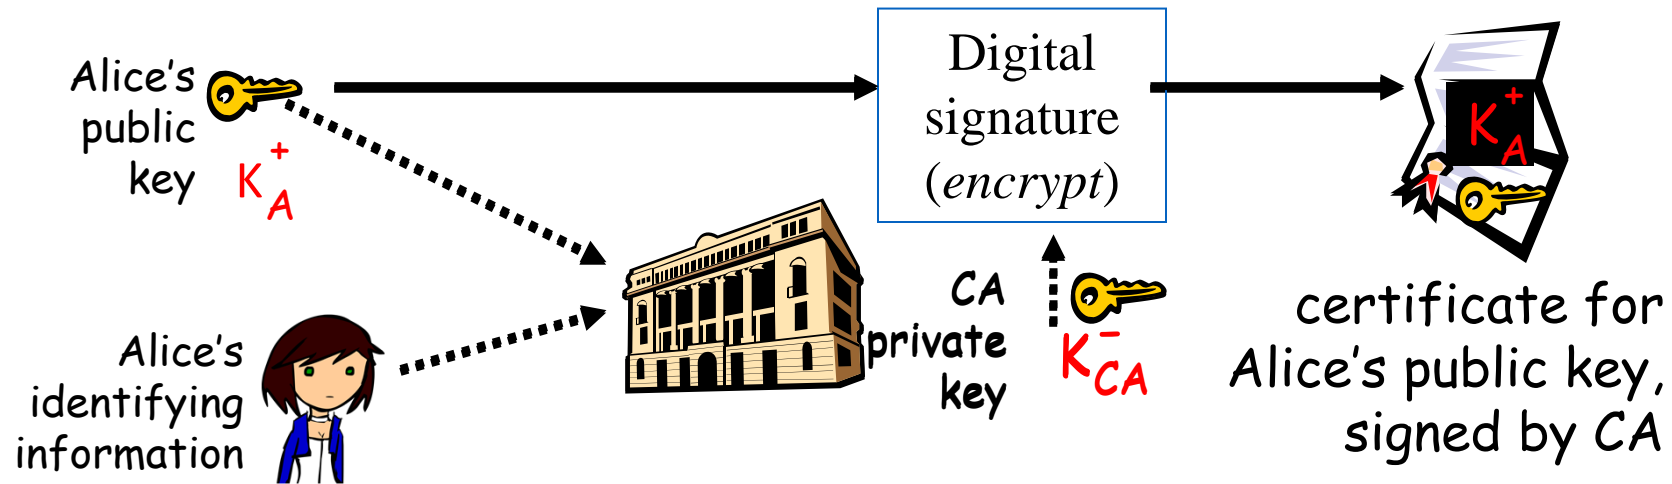 Alice's
public
key
K
+
A
Alice's
identifying
information
Digital
signature
(encrypt)
CA
private
key
K
−
CA
K
+
A
certificate for
Alice's public key,
signed by CA